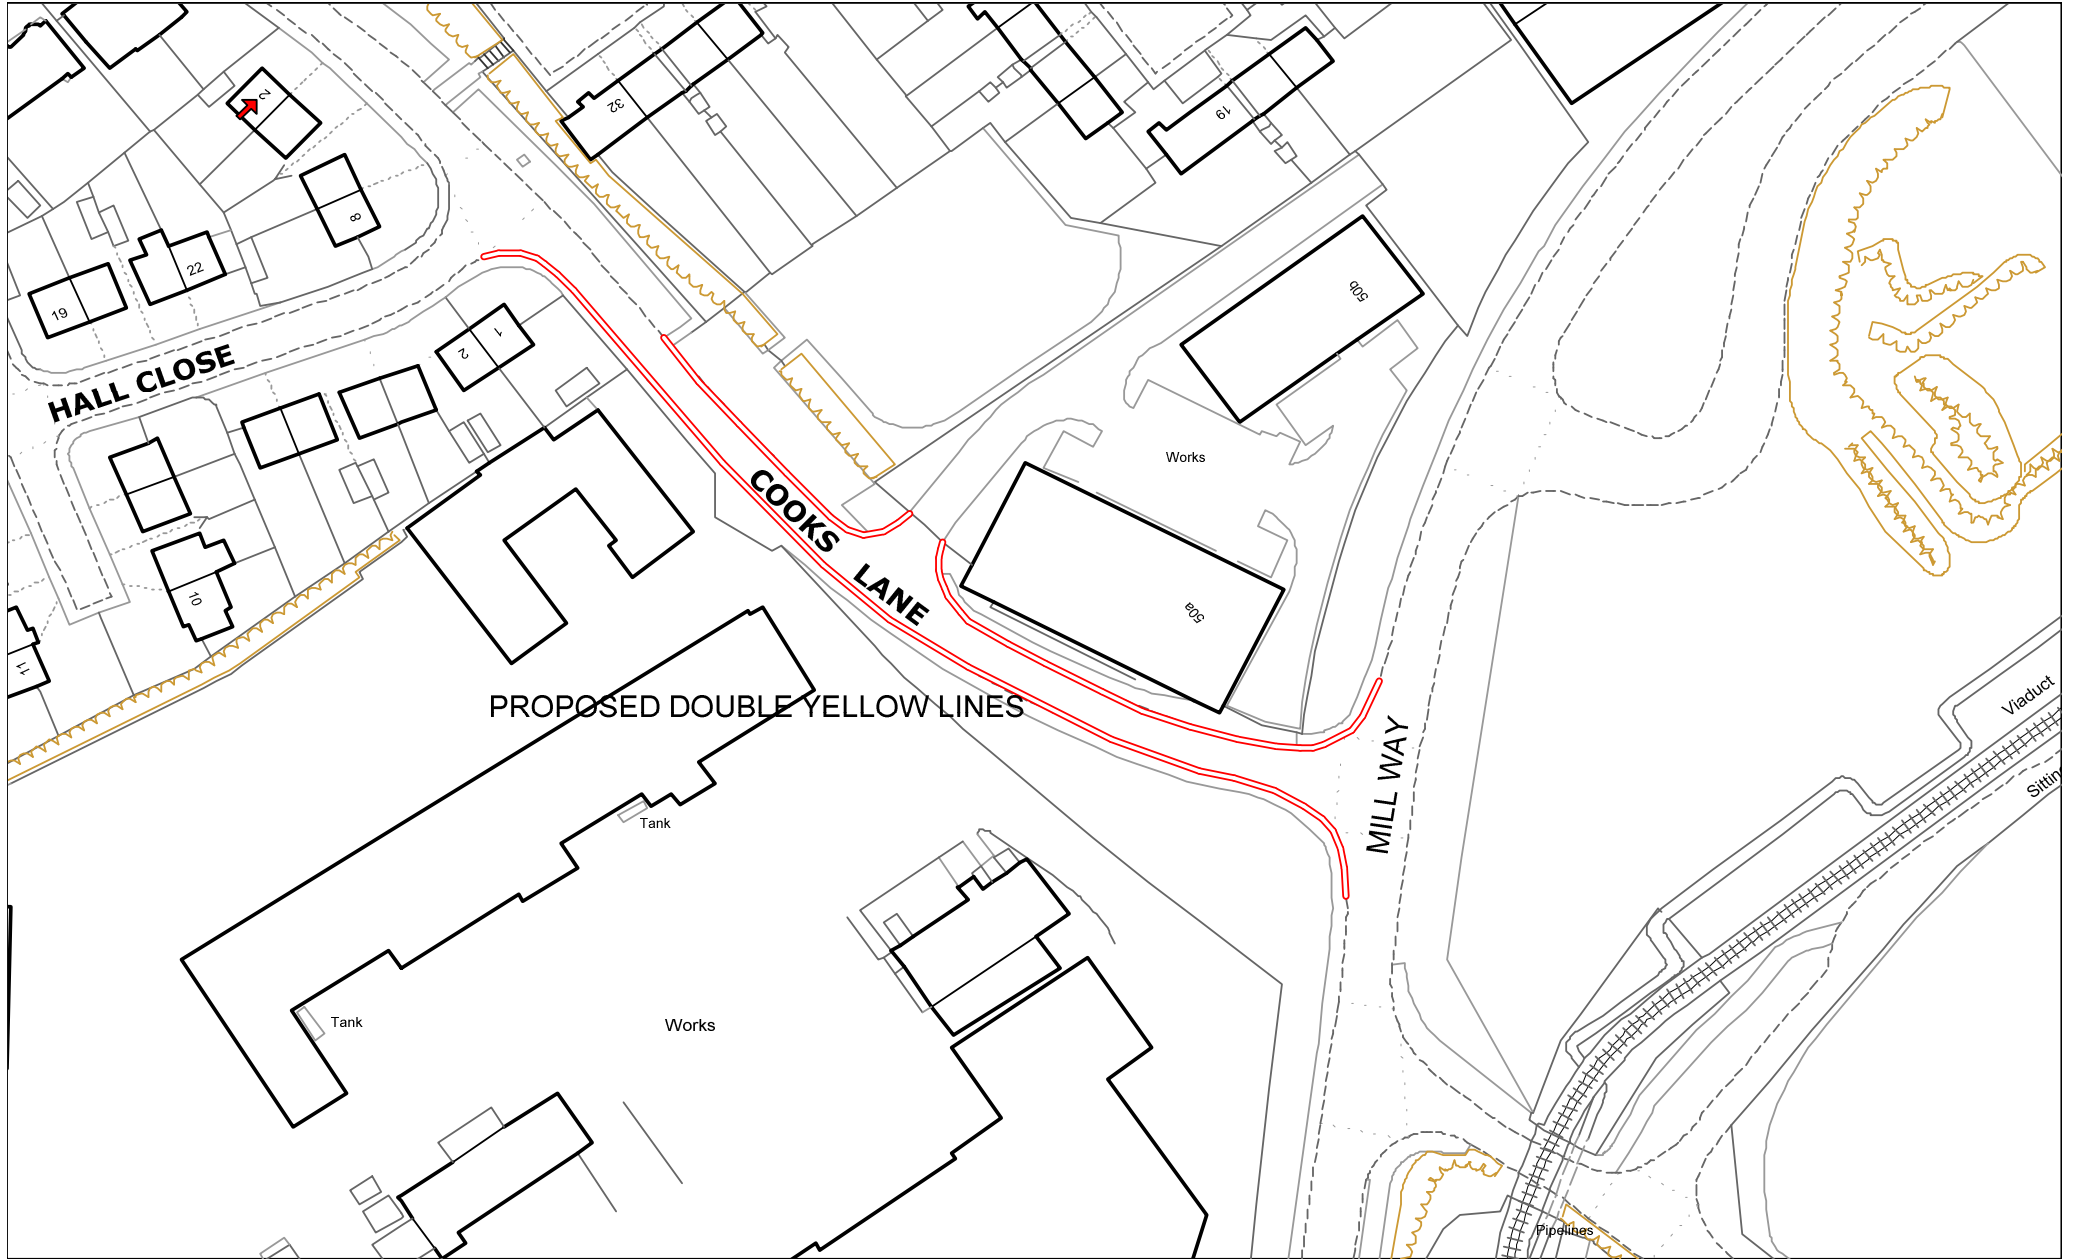 2
32
19
8
22
19
50b
1
2
HALL CLOSE
Works
COOKS
LANE
10
50a
11
PROPOSED DOUBLE YELLOW LINES
Viaduct
MILL WAY
Tank
Tank
Works
Pipelines